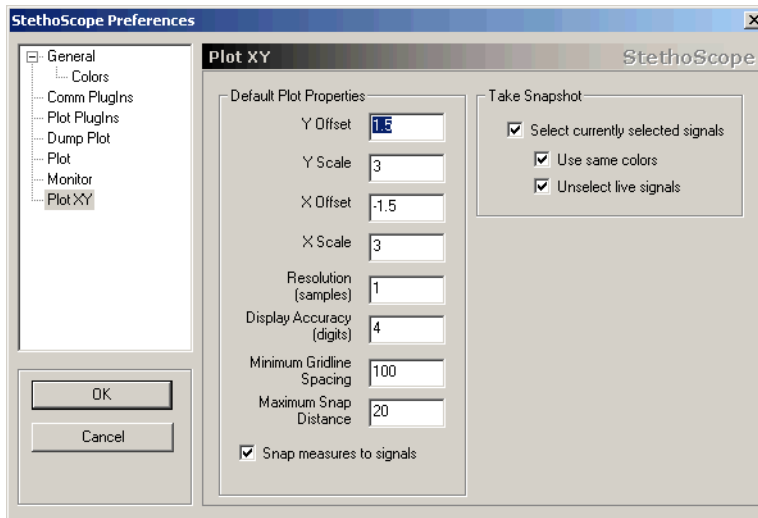 StethoScope Preferences
General
Colors
Comm PlugIns
Plot PlugIns
Dump Plot
Plot
Monitor
Plot XY
OK
Cancel
Plot XY
StethoScope
Default Plot Properties
Y Offset 1.5
Y Scale 3
X Offset -1.5
X Scale 3
Resolution
(samples) 1
Display Accuracy
(digits) 4
Minimum Gridline
Spacing 100
Maximum Snap
Distance 20
Snap measures to signals
Take Snapshot
Select currently selected signals
Use same colors
Unselect live signals